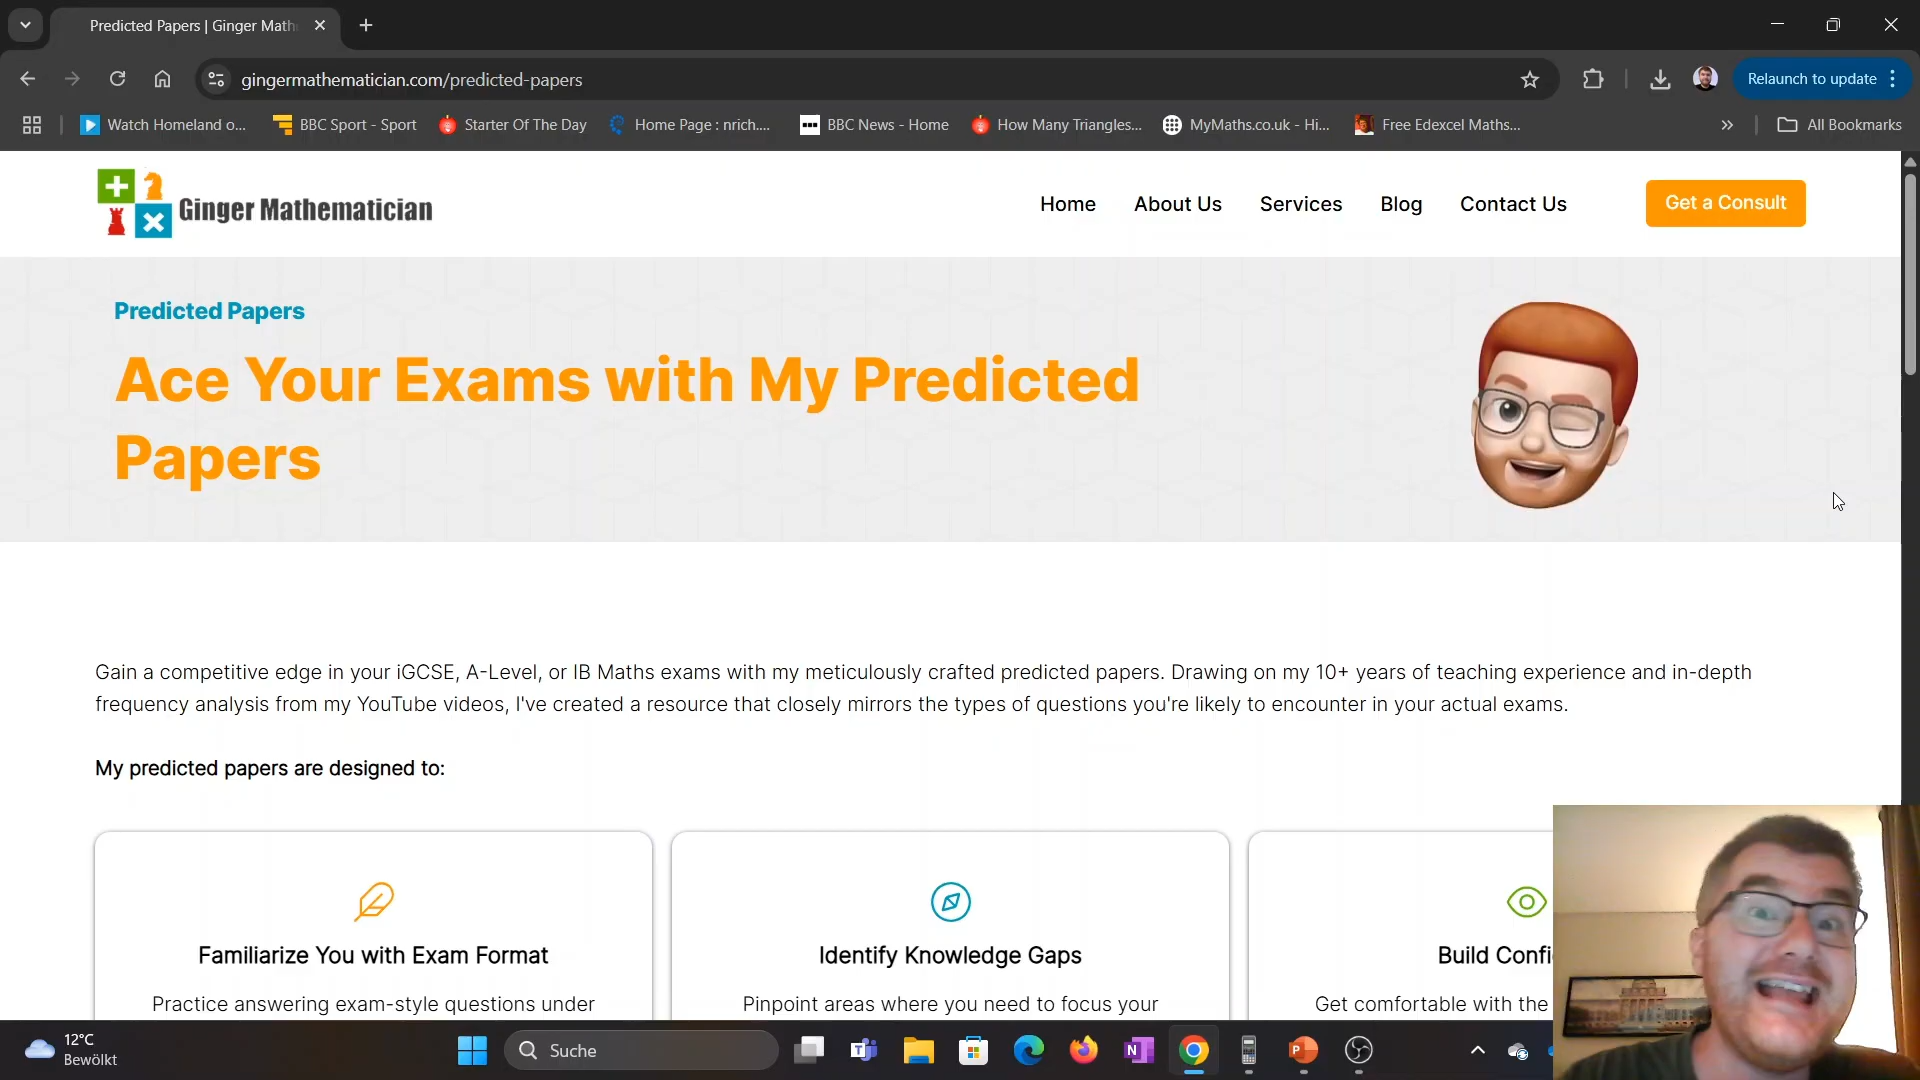 Predicted Papers | Ginger Math
gingermathematician.com/predicted-papers
Relaunch to update
Watch Homeland o...
BBC Sport - Sport
Starter Of The Day
Home Page : nrich....
BBC News - Home
How Many Triangles...
MyMaths.co.uk - Hi...
Free Edexcel Maths...
All Bookmarks
Ginger Mathematician
Home
About Us
Services
Blog
Contact Us
Get a Consult
Predicted Papers
Ace Your Exams with My Predicted
Papers
Gain a competitive edge in your iGCSE, A-Level, or IB Maths exams with my meticulously crafted predicted papers. Drawing on my 10+ years of teaching experience and in-depth
frequency analysis from my YouTube videos, I've created a resource that closely mirrors the types of questions you're likely to encounter in your actual exams.
My predicted papers are designed to:
Familiarize You with Exam Format
Practice answering exam-style questions under
Identify Knowledge Gaps
Pinpoint areas where you need to focus your
Build Confi
Get comfortable with the
12°C
Bewölkt
Suche